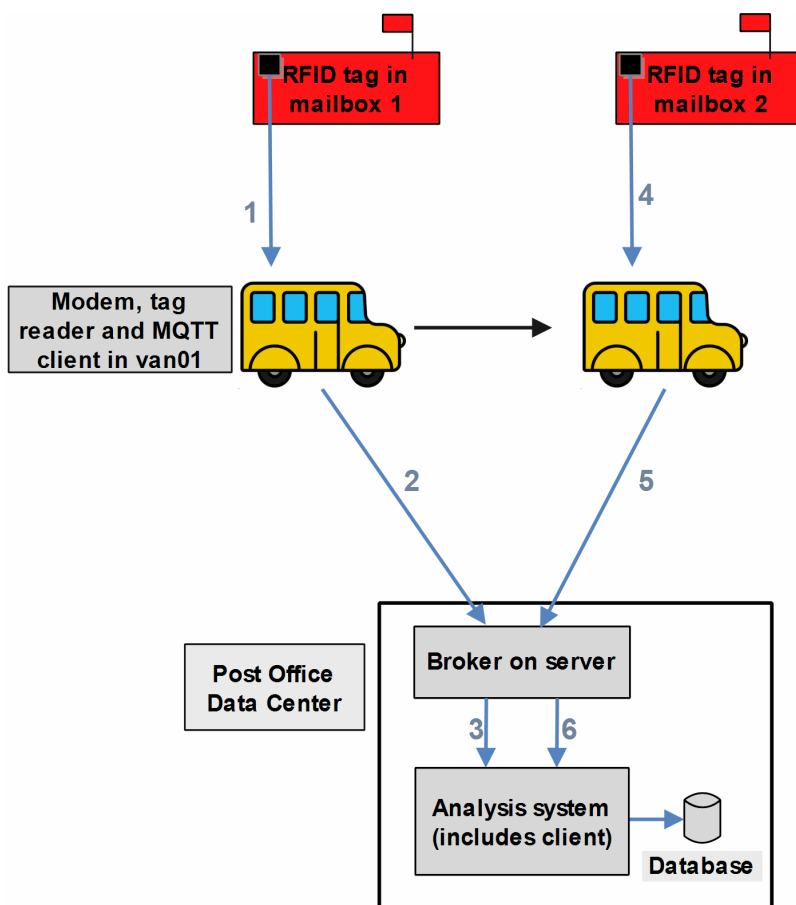 RFID tag in
mailbox 1
RFID tag in
mailbox 2
1
4
Modem, tag
reader and MQTT
client in van01
2
5
Post Office
Data Center
Broker on server
3
6
Analysis system
(includes client)
Database